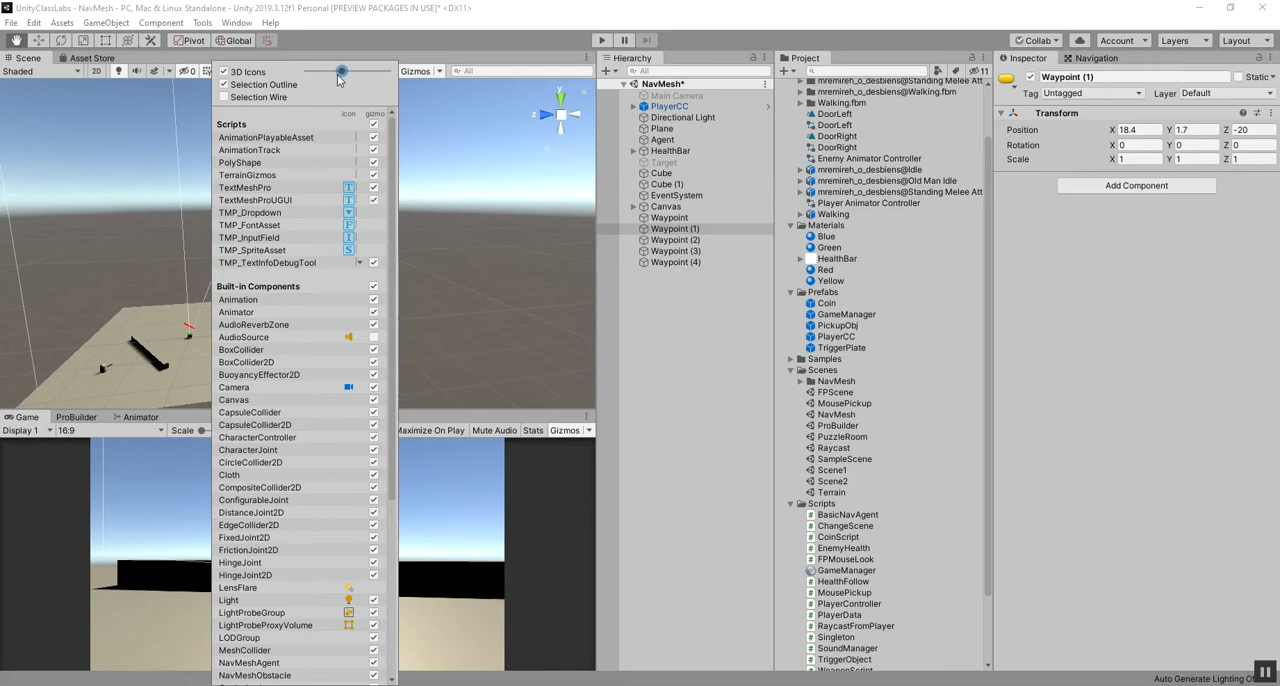 UnityClassLabs - NavMesh - PC, Mac & Linux Standalone - Unity 2019.3.12f1 Personal [PREVIEW PACKAGES IN USE]* <DX11>
File Edit Assets GameObject Component Tools Window Help
Pivot Global Collab Account Layers Layout
Scene Asset Store
Shaded 2D 0 Gizmos All
3D Icons
Selection Outline
Selection Wire
icon gizmo
Scripts
AnimationPlayableAsset
AnimationTrack
PolyShape
TerrainGizmos
TextMeshPro
TextMeshProUGUI
TMP_Dropdown
TMP_FontAsset
TMP_InputField
TMP_SpriteAsset
TMP_TextInfoDebugTool
Built-in Components
Animation
Animator
AudioReverbZone
AudioSource
BoxCollider
BoxCollider2D
BuoyancyEffector2D
Camera
Canvas
CapsuleCollider
CapsuleCollider2D
CharacterController
CharacterJoint
CircleCollider2D
Cloth
CompositeCollider2D
ConfigurableJoint
DistanceJoint2D
EdgeCollider2D
FixedJoint2D
FrictionJoint2D
HingeJoint
HingeJoint2D
LensFlare
Light
LightProbeGroup
LightProbeProxyVolume
LODGroup
MeshCollider
NavMeshAgent
NavMeshObstacle
y
z
Game ProBuilder Animator
Display 1 16:9 Scale Maximize On Play Mute Audio Stats Gizmos
Hierarchy
All
NavMesh*
Main Camera
PlayerCC
Directional Light
Plane
Agent
HealthBar
Target
Cube
Cube (1)
EventSystem
Canvas
Waypoint
Waypoint (1)
Waypoint (2)
Waypoint (3)
Waypoint (4)
Project
11
mremireh_o_desbiens@Standing Melee Att
mremireh_o_desbiens@Walking.fbm
Walking.fbm
DoorLeft
DoorLeft
DoorRight
DoorRight
Enemy Animator Controller
mremireh_o_desbiens@Idle
mremireh_o_desbiens@Old Man Idle
mremireh_o_desbiens@Standing Melee Att
Player Animator Controller
Walking
Materials
Blue
Green
HealthBar
Red
Yellow
Prefabs
Coin
GameManager
PickupObj
PlayerCC
TriggerPlate
Samples
Scenes
NavMesh
FPScene
MousePickup
NavMesh
ProBuilder
PuzzleRoom
Raycast
SampleScene
Scene1
Scene2
Terrain
Scripts
BasicNavAgent
ChangeScene
CoinScript
EnemyHealth
FPMouseLook
GameManager
HealthFollow
MousePickup
PlayerController
PlayerData
RaycastFromPlayer
Singleton
SoundManager
TriggerObject
WeaponScript
Inspector Navigation
Waypoint (1) Static
Tag Untagged Layer Default
Transform
Position X 18.4 Y 1.7 Z -20
Rotation X 0 Y 0 Z 0
Scale X 1 Y 1 Z 1
Add Component
Auto Generate Lighting O